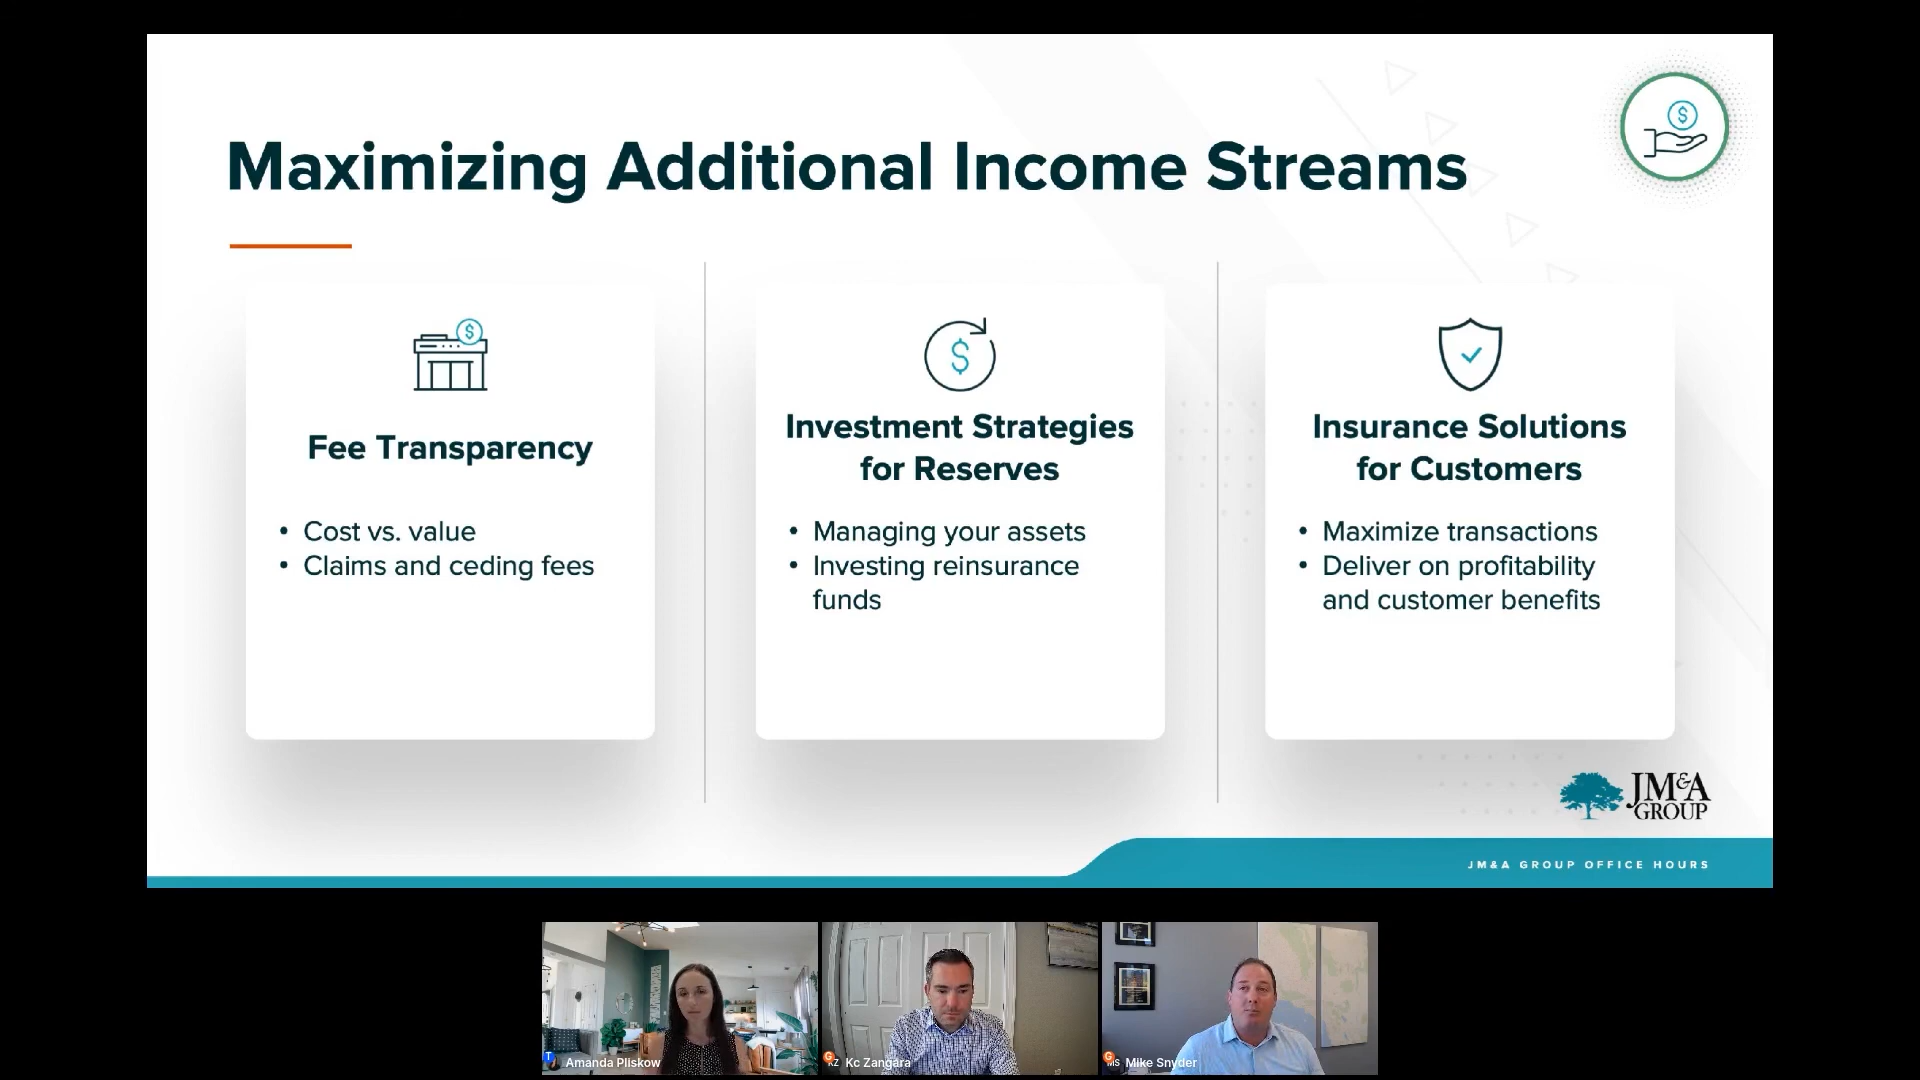 Maximizing Additional Income Streams
$
$
Fee Transparency
• Cost vs. value
• Claims and ceding fees
$
Investment Strategies
for Reserves
• Managing your assets
• Investing reinsurance
funds
Insurance Solutions
for Customers
• Maximize transactions
• Deliver on profitability
and customer benefits
JM&A
GROUP
JM&A GROUP OFFICE HOURS
T Amanda Pliskow
G KZ Kc Zangara
G MS Mike Snyder